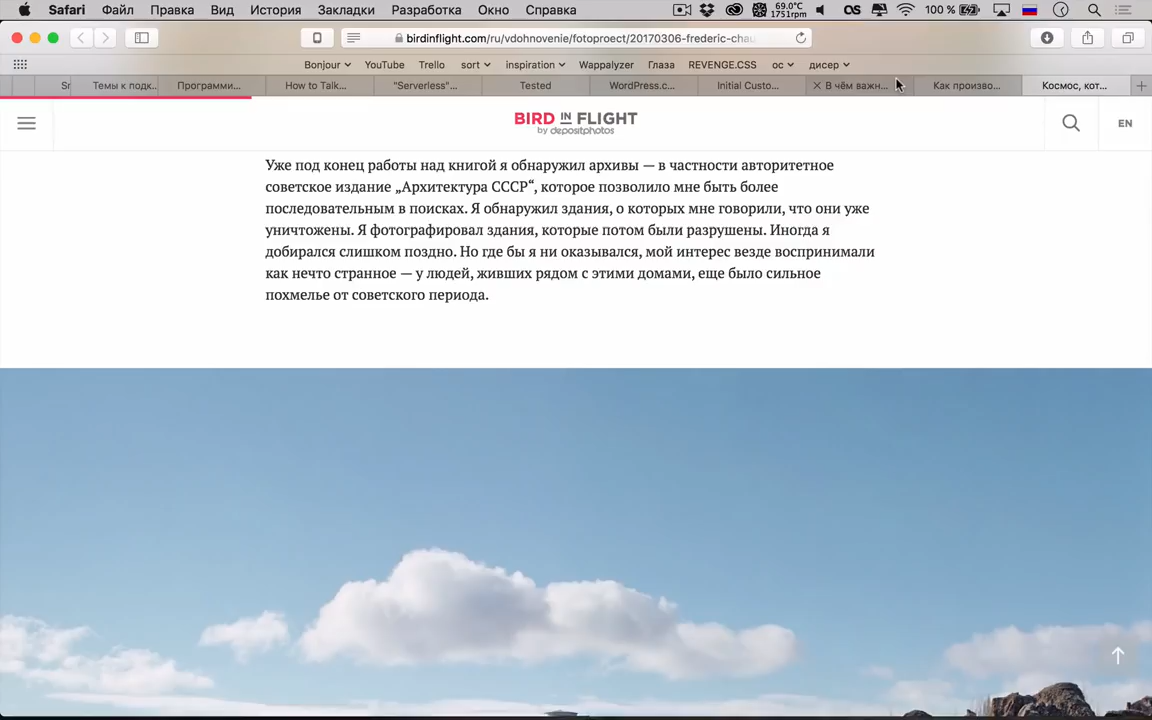 Safari Файл Правка Вид История Закладки Разработка Окно Справка 69.0°C 1751rpm 100 %
birdinflight.com/ru/vdohnovenie/fotoproect/20170306-frederic-chau
Bonjour YouTube Trello sort inspiration Wappalyzer Глаза REVENGE.CSS ос дисер
Sr Темы к подк.. Программи... How to Talk... "Serverless"... Tested WordPress.c... Initial Custo... В чём важн... Как произво... Космос, кот...
BIRD IN FLIGHT
by depositphotos
EN
Уже под конец работы над книгой я обнаружил архивы — в частности авторитетное
советское издание „Архитектура СССР“, которое позволило мне быть более
последовательным в поисках. Я обнаружил здания, о которых мне говорили, что они уже
уничтожены. Я фотографировал здания, которые потом были разрушены. Иногда я
добирался слишком поздно. Но где бы я ни оказывался, мой интерес везде воспринимали
как нечто странное — у людей, живших рядом с этими домами, еще было сильное
похмелье от советского периода.